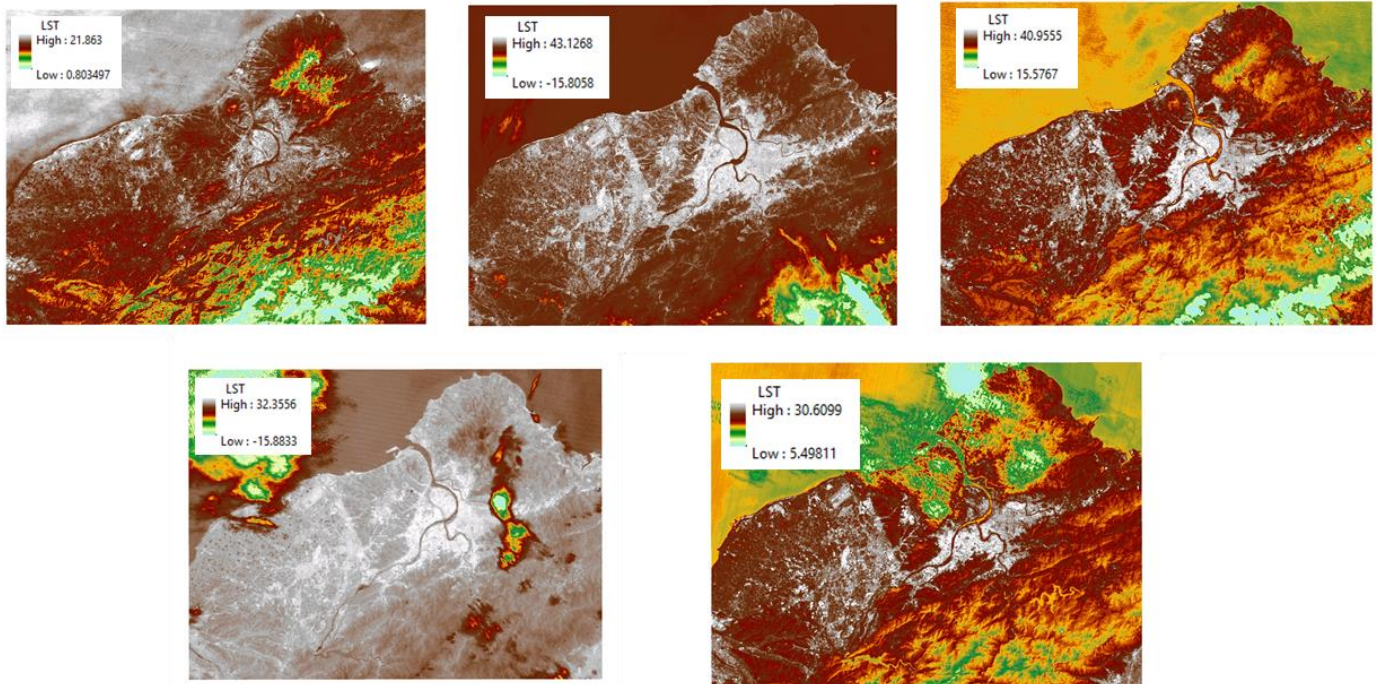 LST
High : 21.863
Low : 0.803497
LST
High : 43.1268
Low : -15.8058
LST
High : 40.9555
Low : 15.5767
LST
High : 32.3556
Low : -15.8833
LST
High : 30.6099
Low : 5.49811